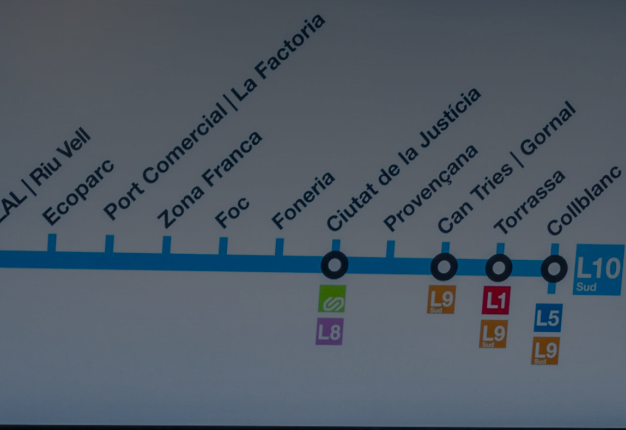 ZAL | Riu Vell
Ecoparc
Port Comercial | La Factoria
Zona Franca
Foc
Foneria
Ciutat de la Justícia
Provençana
Can Tries | Gornal
Torrassa
Collblanc
L10
Sud
L8
L9
Sud
L1
L9
Sud
L5
L9
Sud